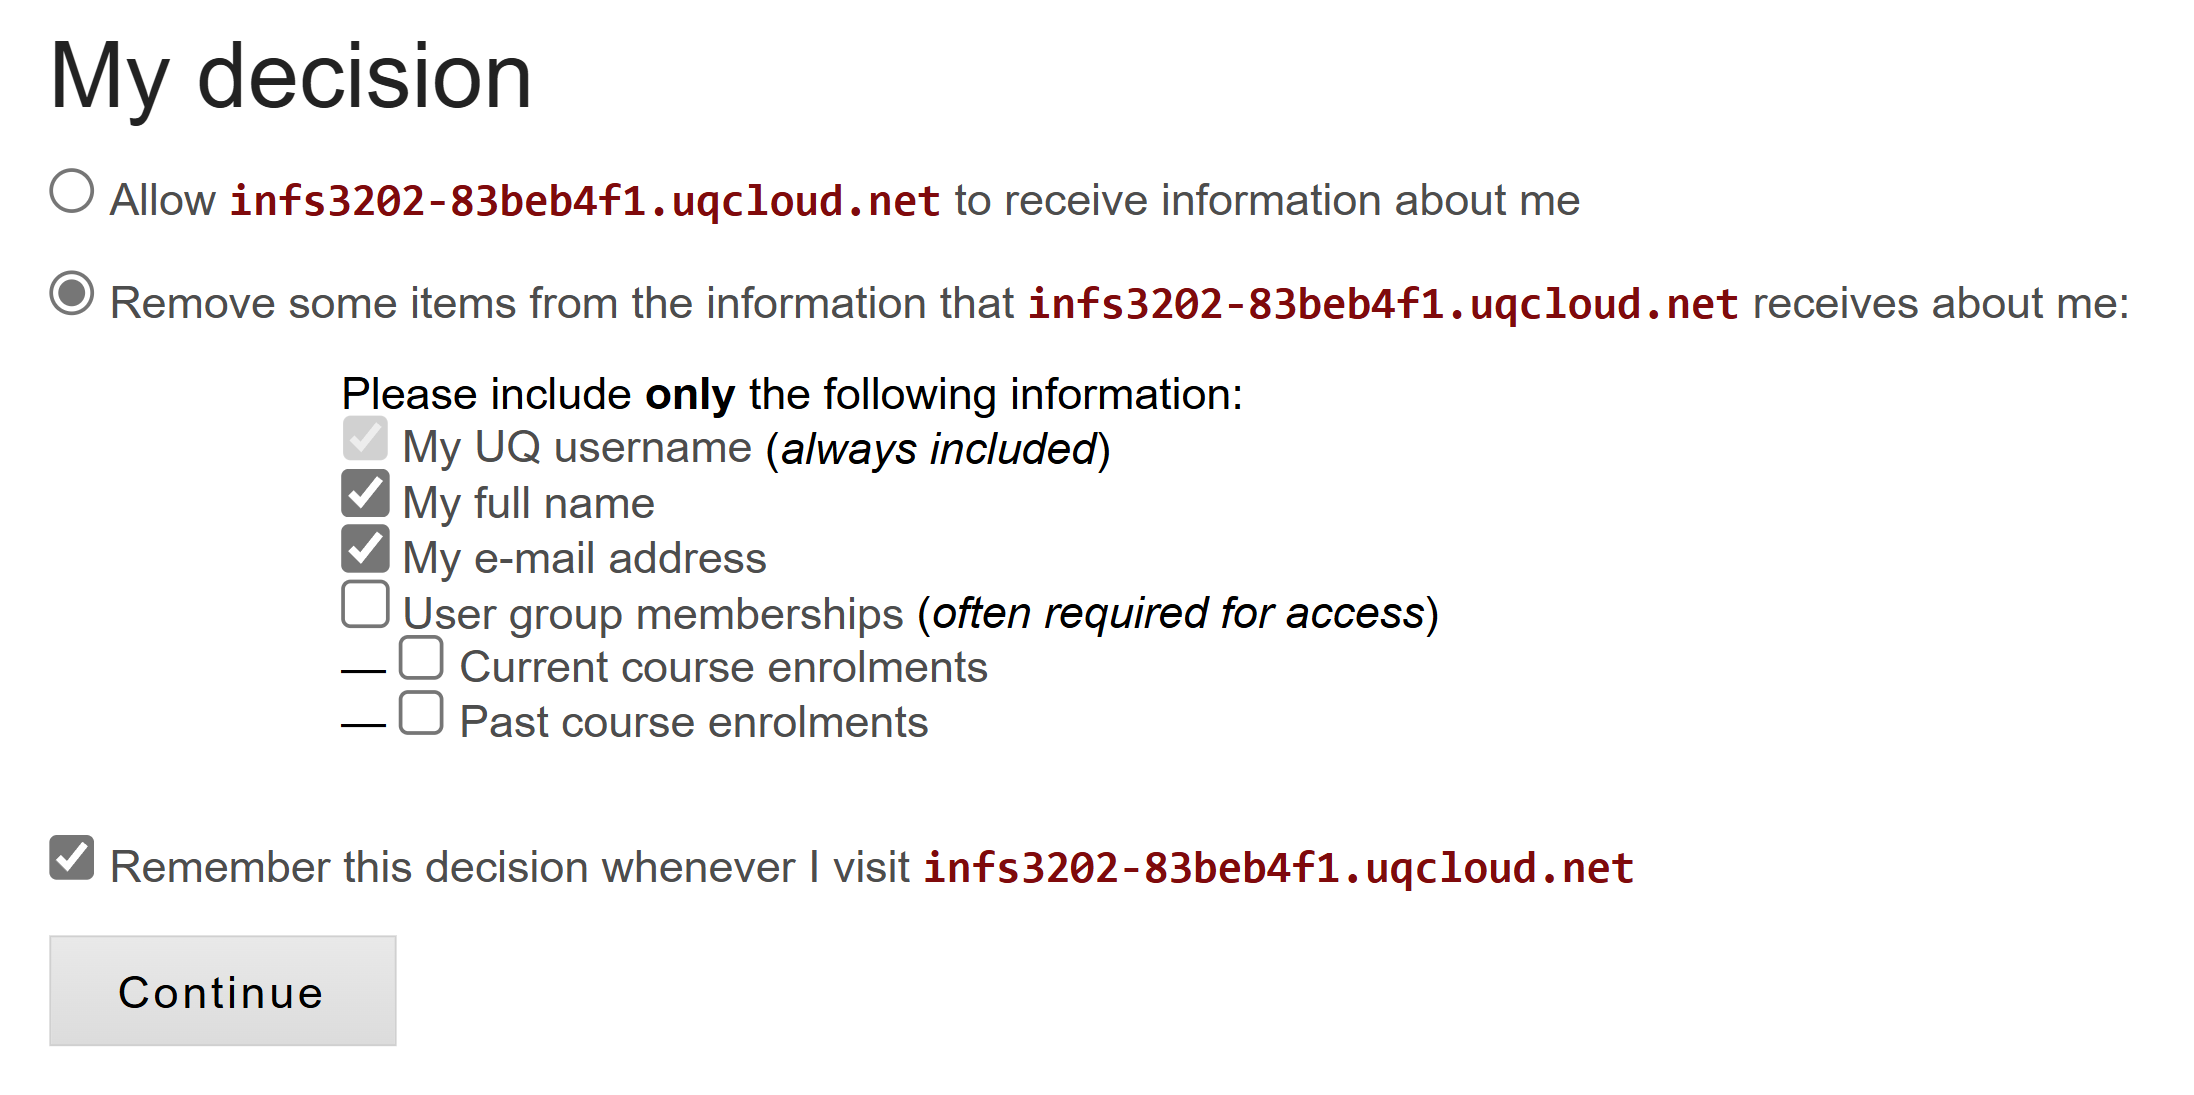 My decision
Allow infs3202-83beb4f1.uqcloud.net to receive information about me
Remove some items from the information that infs3202-83beb4f1.uqcloud.net receives about me:
Please include only the following information:
My UQ username (always included)
My full name
My e-mail address
User group memberships (often required for access)
— Current course enrolments
— Past course enrolments
Remember this decision whenever I visit infs3202-83beb4f1.uqcloud.net
Continue